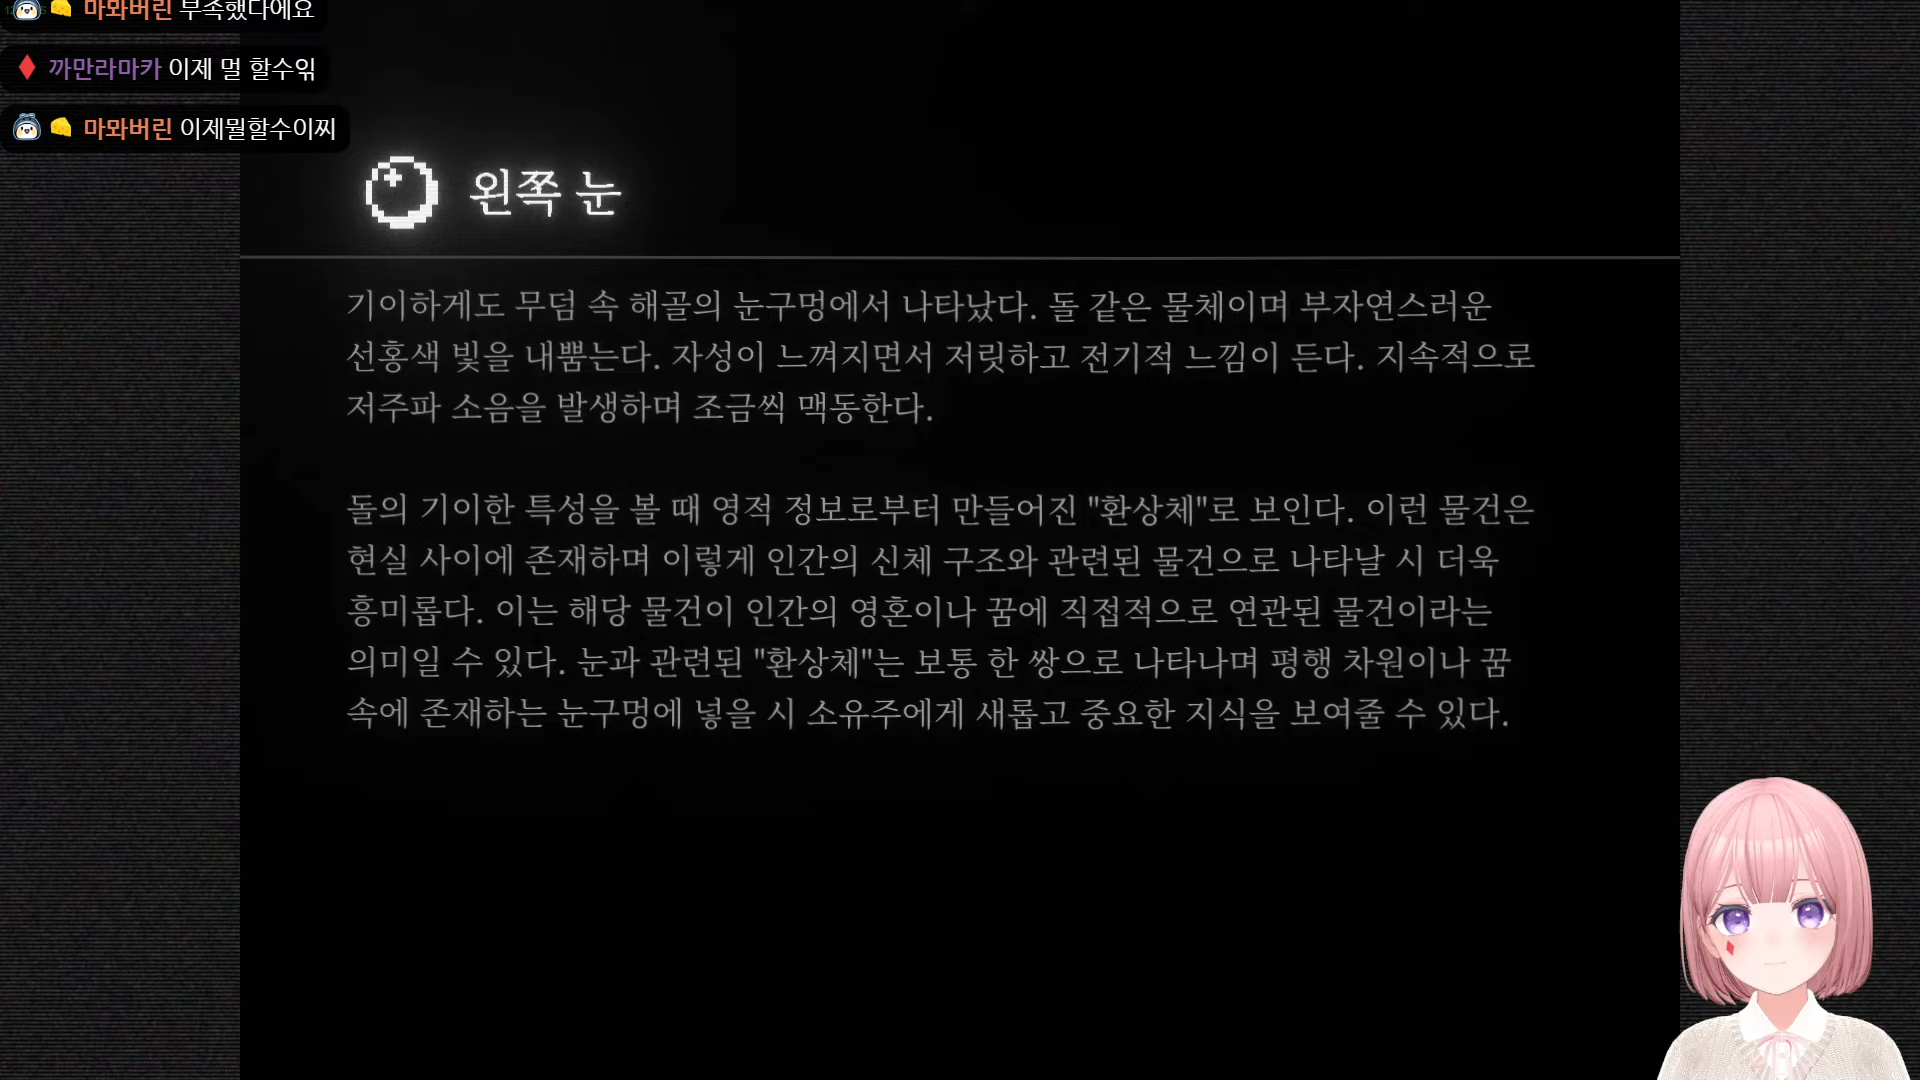 마와버린 부족했다에요
까만라마카 이제 멀 할수읶
마와버린 이제뭘할수이찌
왼쪽 눈
기이하게도 무덤 속 해골의 눈구멍에서 나타났다. 돌 같은 물체이며 부자연스러운
선홍색 빛을 내뿜는다. 자성이 느껴지면서 저릿하고 전기적 느낌이 든다. 지속적으로
저주파 소음을 발생하며 조금씩 맥동한다.
돌의 기이한 특성을 볼 때 영적 정보로부터 만들어진 "환상체"로 보인다. 이런 물건은
현실 사이에 존재하며 이렇게 인간의 신체 구조와 관련된 물건으로 나타날 시 더욱
흥미롭다. 이는 해당 물건이 인간의 영혼이나 꿈에 직접적으로 연관된 물건이라는
의미일 수 있다. 눈과 관련된 "환상체"는 보통 한 쌍으로 나타나며 평행 차원이나 꿈
속에 존재하는 눈구멍에 넣을 시 소유주에게 새롭고 중요한 지식을 보여줄 수 있다.